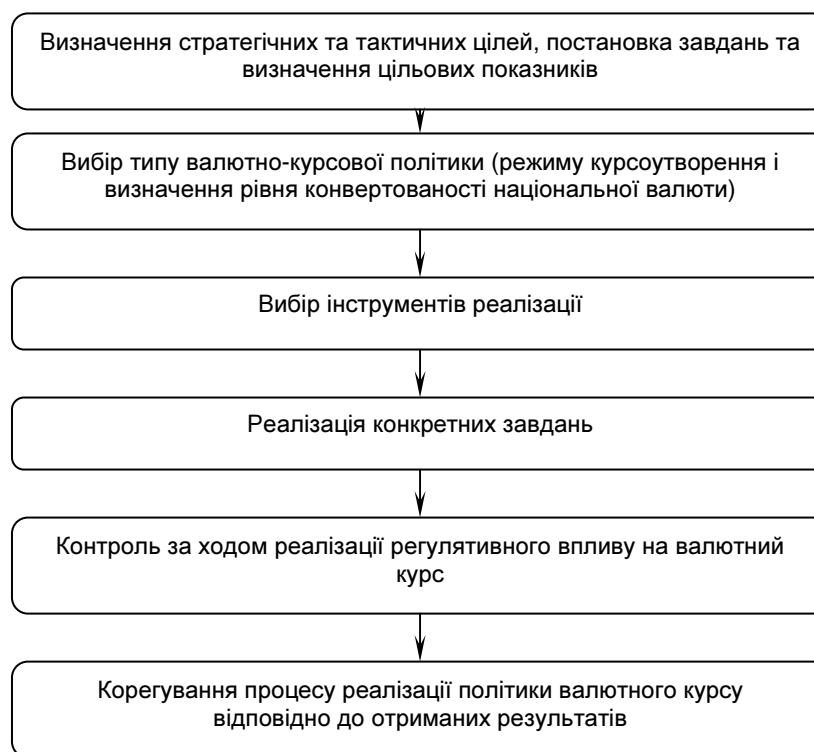 Визначення стратегічних та тактичних цілей, постановка завдань та
визначення цільових показників
Вибір типу валютно-курсової політики (режиму курсоутворення і
визначення рівня конвертованості національної валюти)
Вибір інструментів реалізації
Реалізація конкретних завдань
Контроль за ходом реалізації регулятивного впливу на валютний
курс
Корегування процесу реалізації політики валютного курсу
відповідно до отриманих результатів